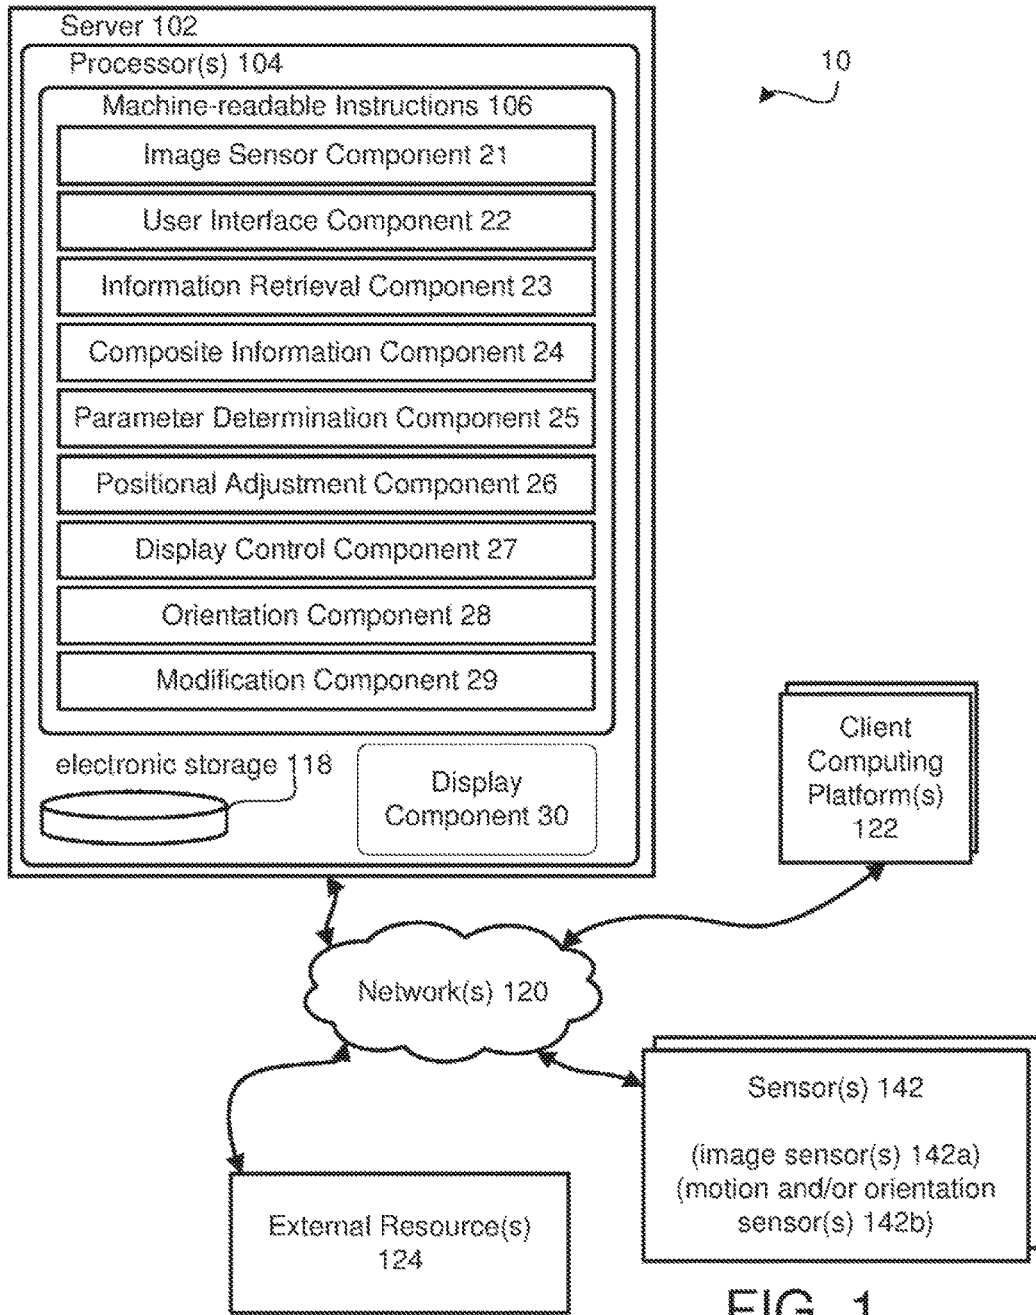 Server 102
Processor(s) 104
10
Machine-readable Instructions 106
Image Sensor Component 21
User Interface Component 22
Information Retrieval Component 23
Composite Information Component 24
Parameter Determination Component 25
Positional Adjustment Component 26
Display Control Component 27
Orientation Component 28
Modification Component 29
electronic storage 118
Display
Component 30
Client
Computing
Platform(s)
122
Network(s) 120
Sensor(s) 142
(image sensor(s) 142a)
(motion and/or orientation
sensor(s) 142b)
External Resource(s)
124
FIG. 1